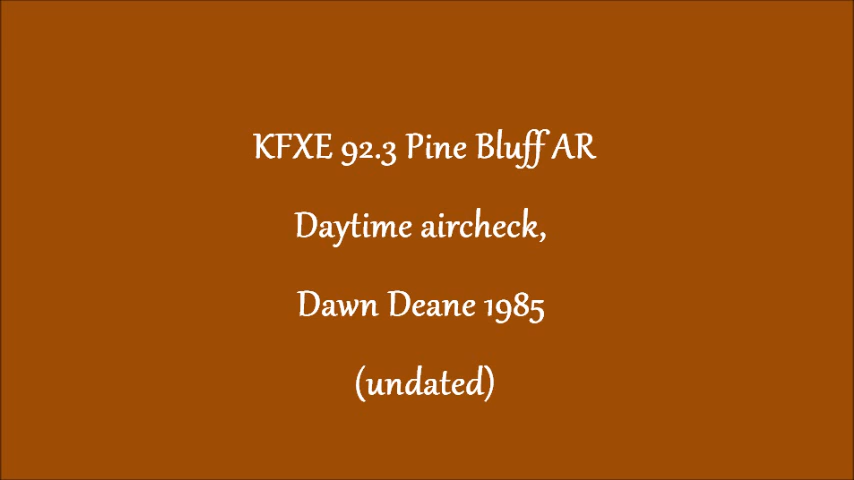 KFXE 92.3 Pine Bluff AR
Daytime aircheck,
Dawn Deane 1985
(undated)